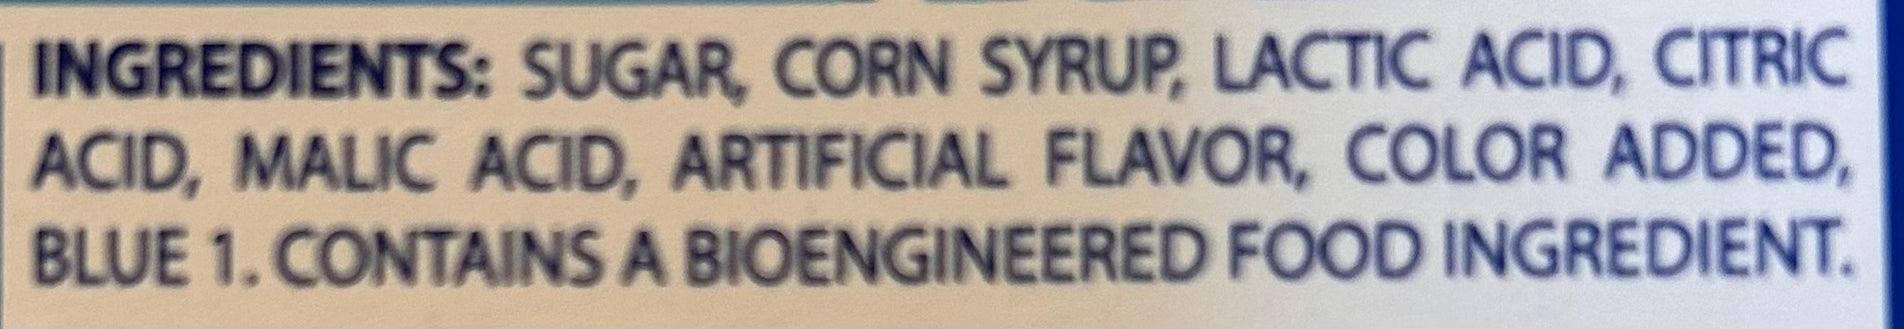 INGREDIENTS: SUGAR, CORN SYRUP, LACTIC ACID, CITRIC
ACID, MALIC ACID, ARTIFICIAL FLAVOR, COLOR ADDED,
BLUE 1. CONTAINS A BIOENGINEERED FOOD INGREDIENT.